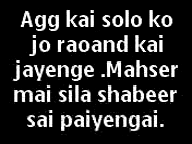 Agg kai solo ko
jo raoand kai
jayenge .Mahser
mai sila shabeer
sai paiyengai.